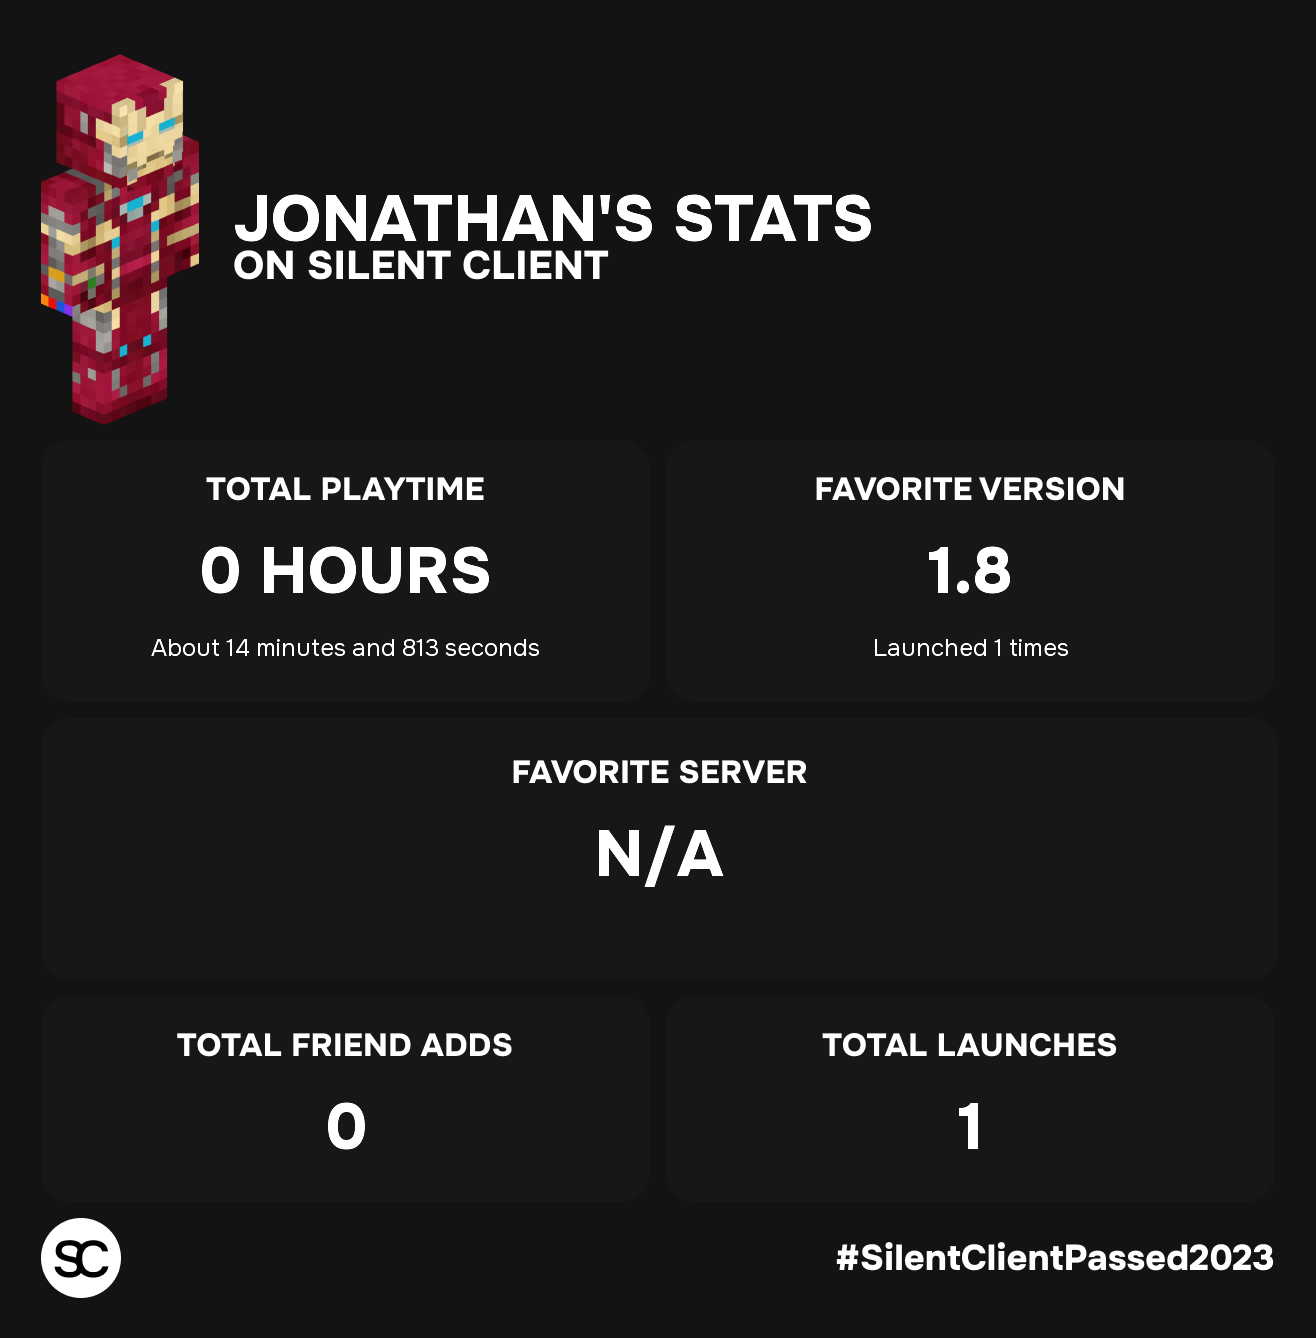 JONATHAN'S STATS
ON SILENT CLIENT
TOTAL PLAYTIME
0 HOURS
About 14 minutes and 813 seconds
FAVORITE VERSION
1.8
Launched 1 times
FAVORITE SERVER
N/A
TOTAL FRIEND ADDS
0
TOTAL LAUNCHES
1
SC
#SilentClientPassed2023